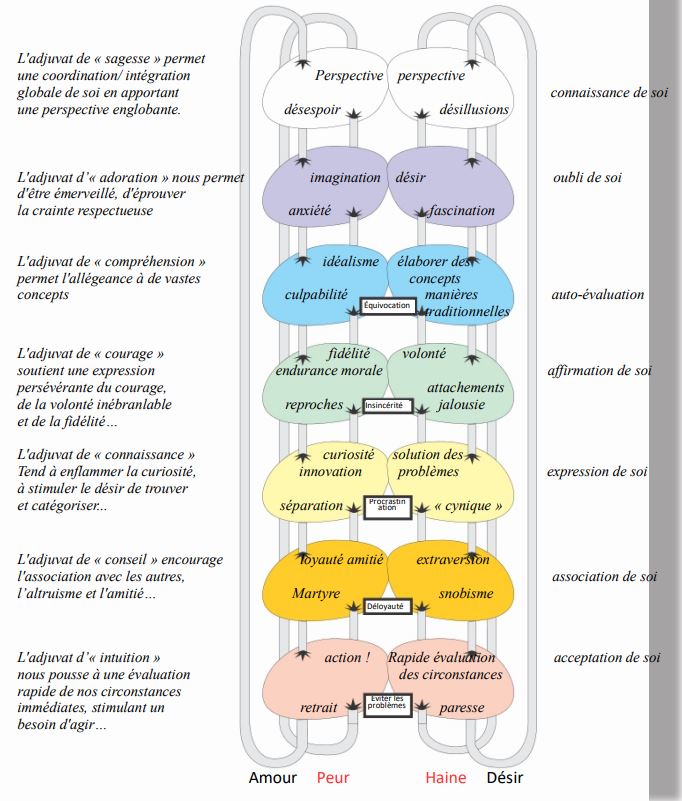 L'adjuvat de « sagesse » permet
une coordination/ intégration
globale de soi en apportant
une perspective englobante.
Perspective perspective
désespoir désillusions
connaissance de soi
L'adjuvat d'« adoration » nous permet
d'être émerveillé, d'éprouver
la crainte respectueuse
imagination désir
anxiété fascination
oubli de soi
L'adjuvat de « compréhension »
permet l'allégeance à de vastes
concepts
idéalisme élaborer des
concepts
culpabilité manières
traditionnelles
Équivocation
auto-évaluation
L'adjuvat de « courage »
soutient une expression
persévérante du courage,
de la volonté inébranlable
et de la fidélité…
fidélité volonté
endurance morale
attachements
reproches jalousie
Insincérité
affirmation de soi
L'adjuvat de « connaissance »
Tend à enflammer la curiosité,
à stimuler le désir de trouver
et catégoriser...
curiosité solution des
innovation problèmes
séparation « cynique »
Procrastin
ation
expression de soi
L'adjuvat de « conseil » encourage
l'association avec les autres,
l'altruisme et l'amitié…
loyauté amitié extraversion
Martyre snobisme
Déloyauté
association de soi
L'adjuvat d'« intuition »
nous pousse à une évaluation
rapide de nos circonstances
immédiates, stimulant un
besoin d'agir…
action ! Rapide évaluation
des circonstances
retrait paresse
Eviter les
problèmes
acceptation de soi
Amour Peur Haine Désir